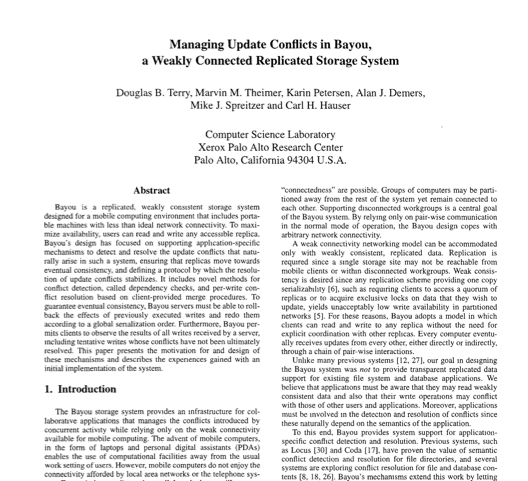 Managing Update Conflicts in Bayou,
a Weakly Connected Replicated Storage System
Douglas B. Terry, Marvin M. Theimer, Karin Petersen, Alan J. Demers,
Mike J. Spreitzer and Carl H. Hauser
Computer Science Laboratory
Xerox Palo Alto Research Center
Palo Alto, California 94304 U.S.A.
Abstract
Bayou is a replicated, weakly consistent storage system
designed for a mobile computing environment that includes porta-
ble machines with less than ideal network connectivity. To maxi-
mize availability, users can read and write any accessible replica.
Bayou's design has focused on supporting application-specific
mechanisms to detect and resolve the update conflicts that natu-
rally arise in such a system, ensuring that replicas move towards
eventual consistency, and defining a protocol by which the resolu-
tion of update conflicts stabilizes. It includes novel methods for
conflict detection, called dependency checks, and per-write con-
flict resolution based on client-provided merge procedures. To
guarantee eventual consistency, Bayou servers must be able to roll-
back the effects of previously executed writes and redo them
according to a global serialization order. Furthermore, Bayou per-
mits clients to observe the results of all writes received by a server,
including tentative writes whose conflicts have not been ultimately
resolved. This paper presents the motivation for and design of
these mechanisms and describes the experiences gained with an
initial implementation of the system.
1. Introduction
The Bayou storage system provides an infrastructure for col-
laborative applications that manages the conflicts introduced by
concurrent activity while relying only on the weak connectivity
available for mobile computing. The advent of mobile computers,
in the form of laptops and personal digital assistants (PDAs)
enables the use of computational facilities away from the usual
work setting of users. However, mobile computers do not enjoy the
connectivity afforded by local area networks or the telephone sys-
"connectedness" are possible. Groups of computers may be parti-
tioned away from the rest of the system yet remain connected to
each other. Supporting disconnected workgroups is a central goal
of the Bayou system. By relying only on pair-wise communication
in the normal mode of operation, the Bayou design copes with
arbitrary network connectivity.
A weak connectivity networking model can be accommodated
only with weakly consistent, replicated data. Replication is
required since a single storage site may not be reachable from
mobile clients or within disconnected workgroups. Weak consis-
tency is desired since any replication scheme providing one copy
serializability [6], such as requiring clients to access a quorum of
replicas or to acquire exclusive locks on data that they wish to
update, yields unacceptably low write availability in partitioned
networks [5]. For these reasons, Bayou adopts a model in which
clients can read and write to any replica without the need for
explicit coordination with other replicas. Every computer eventu-
ally receives updates from every other, either directly or indirectly,
through a chain of pair-wise interactions.
Unlike many previous systems [12, 27], our goal in designing
the Bayou system was not to provide transparent replicated data
support for existing file system and database applications. We
believe that applications must be aware that they may read weakly
consistent data and also that their write operations may conflict
with those of other users and applications. Moreover, applications
must be involved in the detection and resolution of conflicts since
these naturally depend on the semantics of the application.
To this end, Bayou provides system support for application-
specific conflict detection and resolution. Previous systems, such
as Locus [30] and Coda [17], have proven the value of semantic
conflict detection and resolution for file directories, and several
systems are exploring conflict resolution for file and database con-
tents [8, 18, 26]. Bayou's mechanisms extend this work by letting